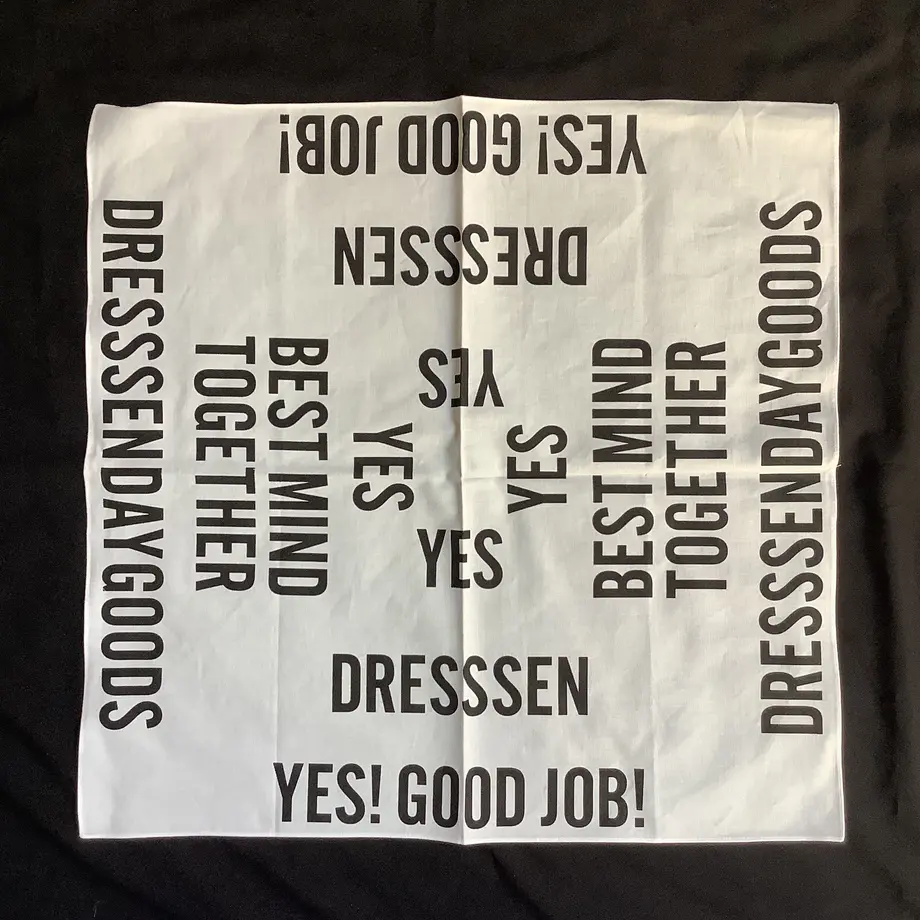 YES! GOOD JOB!
DRESSSEN
DRESSSENDAYGOODS
TOGETHER
BEST MIND
YES
YES
YES
YES
BEST MIND
TOGETHER
DRESSSENDAYGOODS
DRESSSEN
YES! GOOD JOB!